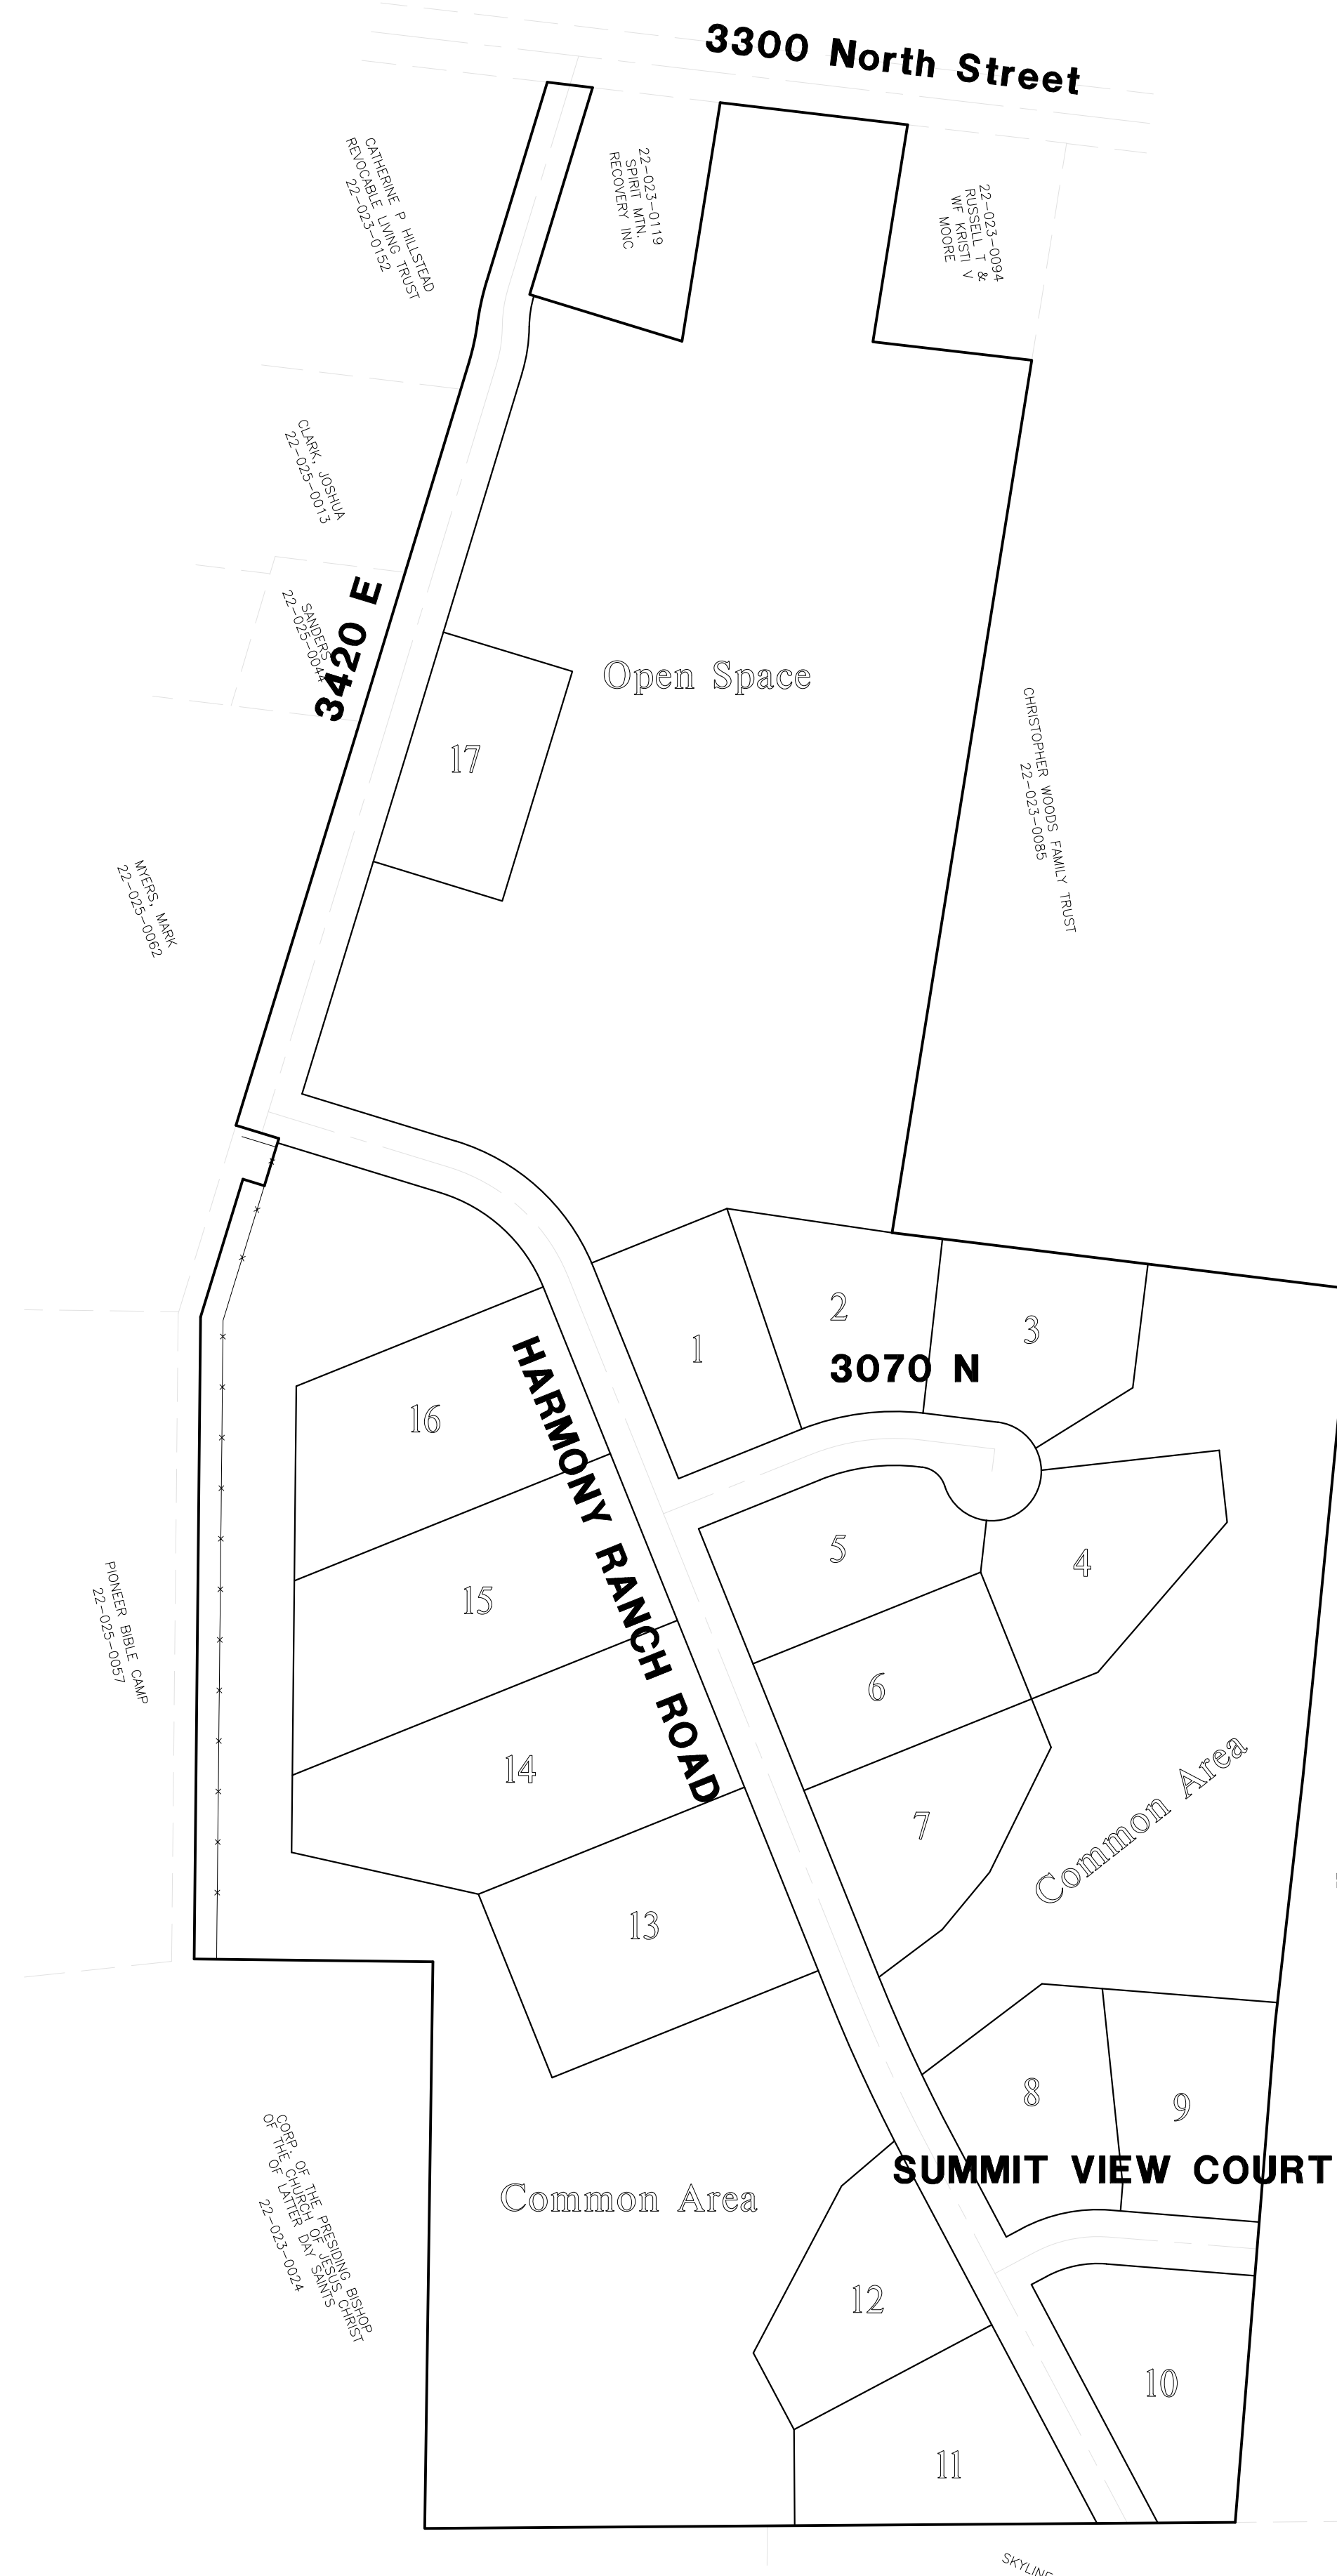 3300 North Street
CATHERINE P HILLSTEAD
REVOCABLE LIVING TRUST
22-023-0152
22-023-0119
SPIRIT MTN.
RECOVERY INC
22-023-0094
RUSSELL T &
WF KRISTI V
MOORE
CLARK, JOSHUA
22-025-0013
SANDERS
22-025-0044
3420 E
Open Space
17
CHRISTOPHER WOODS FAMILY TRUST
22-023-0085
MYERS, MARK
22-025-0062
1
2
3
3070 N
16
HARMONY RANCH ROAD
15
5
4
PIONEER BIBLE CAMP
22-025-0057
6
14
7
Common Area
13
8
9
CORP. OF THE PRESIDING BISHOP
OF THE CHURCH OF JESUS CHRIST
OF LATTER DAY SAINTS
22-023-0024
SUMMIT VIEW COURT
Common Area
12
10
11
SKYLINE